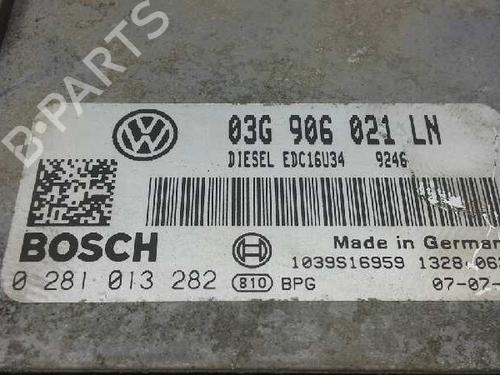 03G 906 021 LN
DIESEL EDC16U34 9246
BOSCH
Made in German
0 281 013 282 810 BPG
1039S16959 1328
07-07-
B-Parts